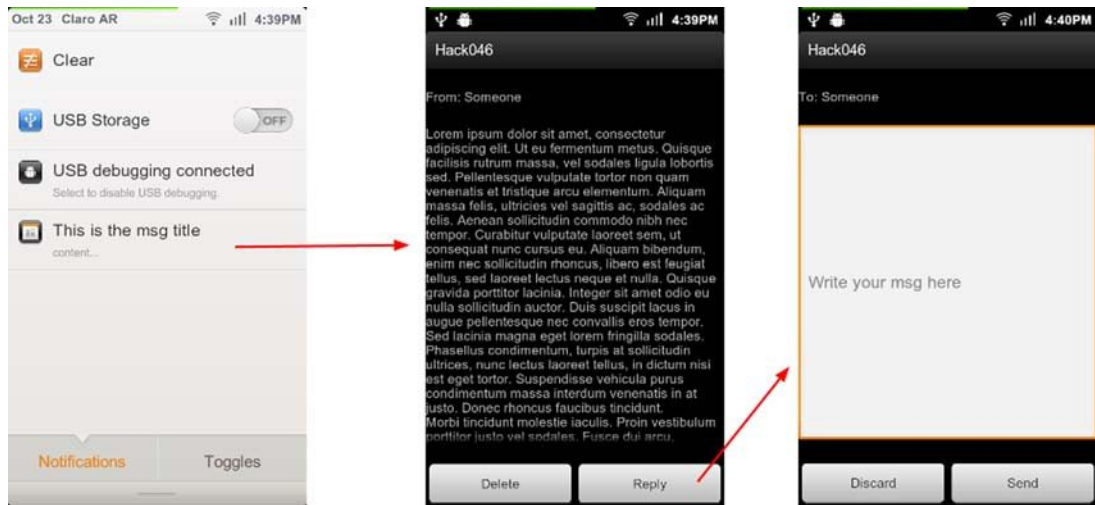 Oct 23 Claro AR 4:39PM
Clear
USB Storage OFF
USB debugging connected
Select to disable USB debugging.
This is the msg title
content...
Notifications Toggles
4:39PM
Hack046
From: Someone
Lorem ipsum dolor sit amet, consectetur
adipiscing elit. Ut eu fermentum metus. Quisque
facilisis rutrum massa, vel sodales ligula lobortis
sed. Pellentesque vulputate tortor non quam
venenatis et tristique arcu elementum. Aliquam
massa felis, ultricies vel sagittis ac, sodales ac
felis. Aenean sollicitudin commodo nibh nec
tempor. Curabitur vulputate laoreet sem, ut
consequat nunc cursus eu. Aliquam bibendum,
enim nec sollicitudin rhoncus, libero est feugiat
tellus, sed laoreet lectus neque et nulla. Quisque
gravida porttitor lacinia. Integer sit amet odio eu
nulla sollicitudin auctor. Duis suscipit lacus in
augue pellentesque nec convallis eros tempor.
Sed lacinia magna eget lorem fringilla sodales.
Phasellus condimentum, turpis at sollicitudin
ultrices, nunc lectus laoreet tellus, in dictum nisi
est eget tortor. Suspendisse vehicula purus
condimentum massa interdum venenatis in at
justo. Donec rhoncus faucibus tincidunt.
Morbi tincidunt molestie iaculis. Proin vestibulum
porttitor justo vel sodales. Fusce dui arcu,
Delete Reply
4:40PM
Hack046
To: Someone
Write your msg here
Discard Send